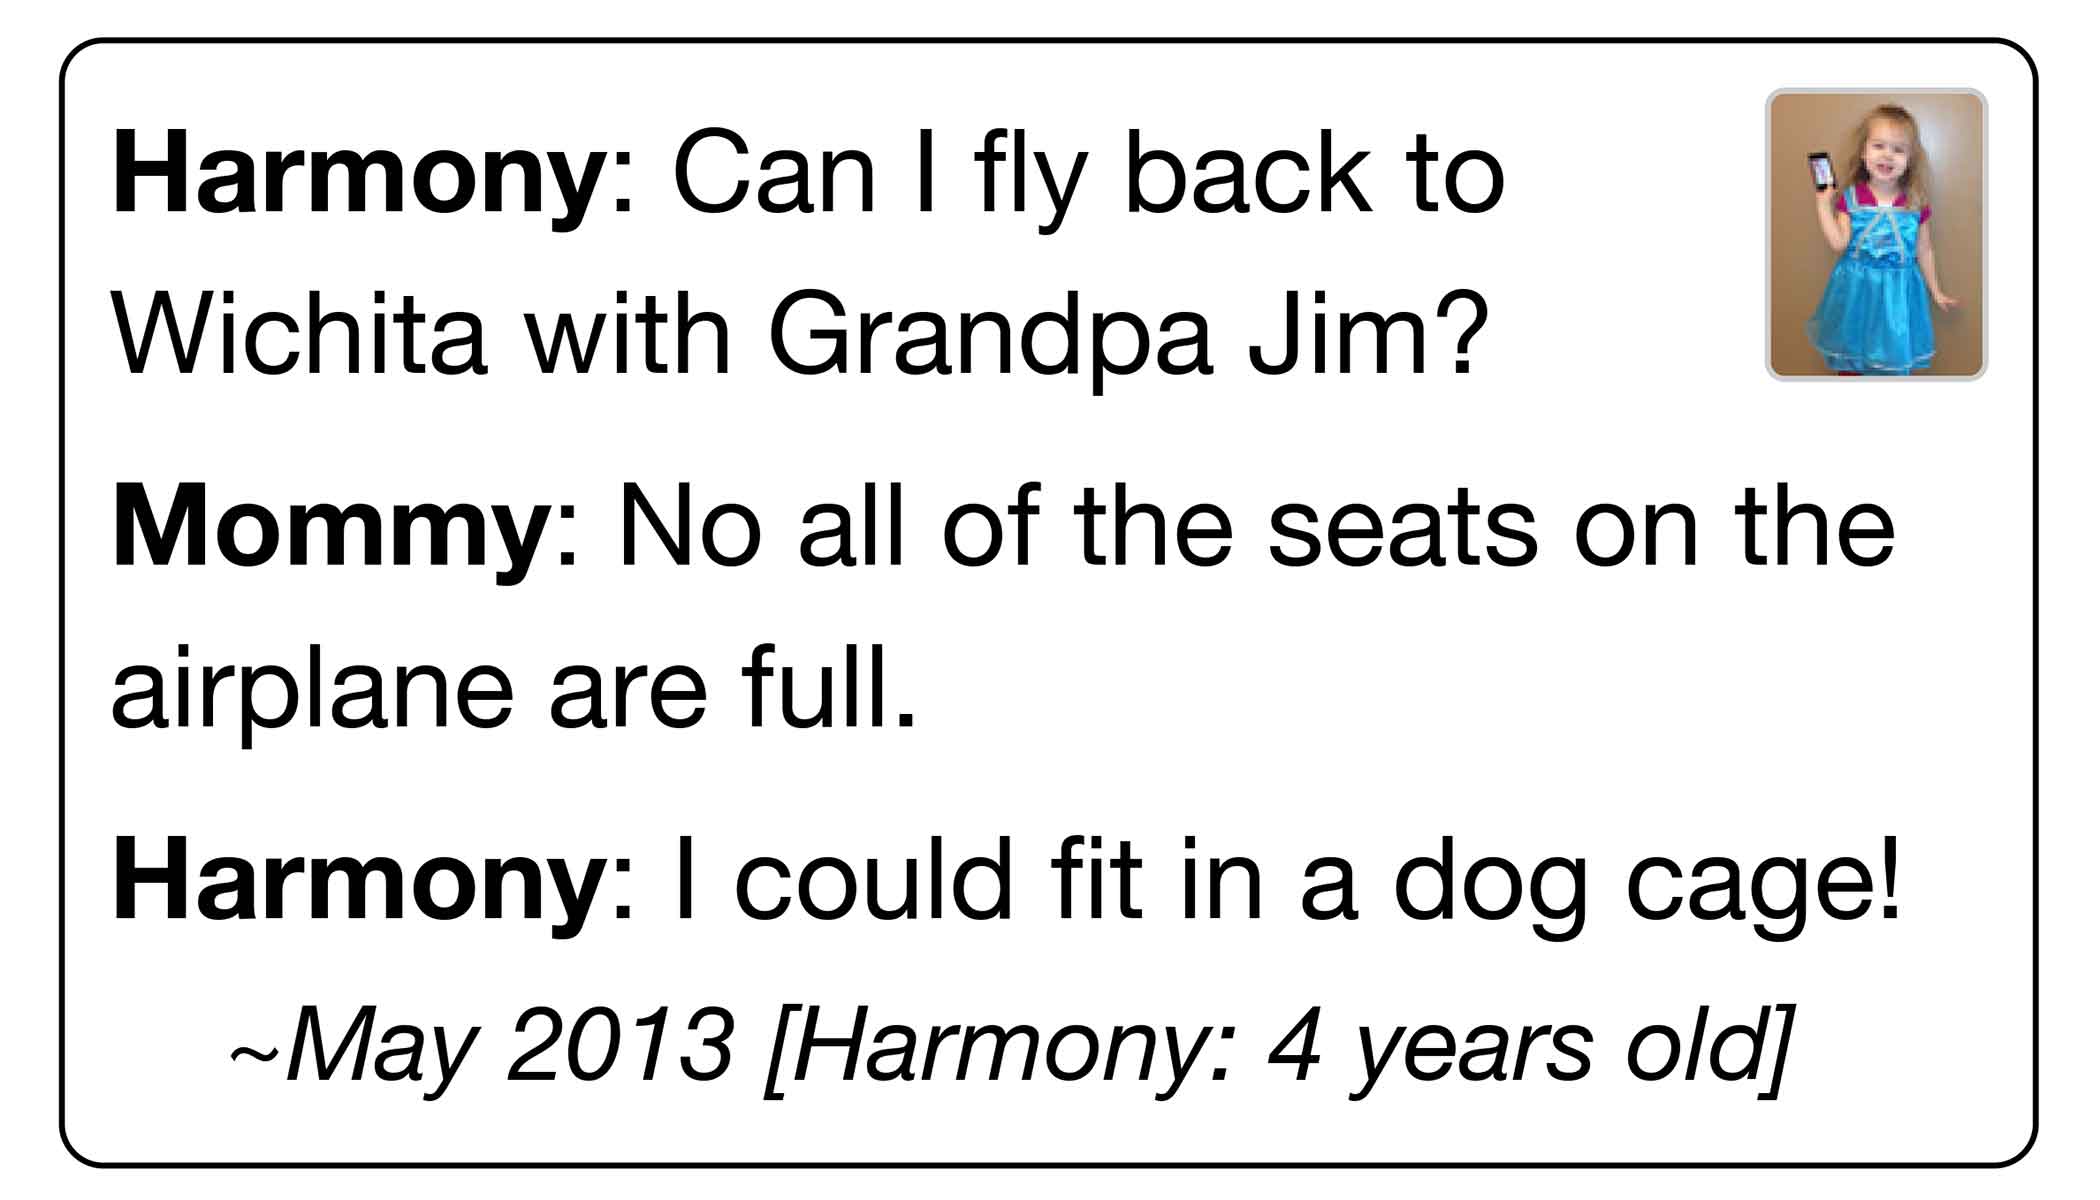 Harmony: Can I fly back to
Wichita with Grandpa Jim?
Mommy: No all of the seats on the
airplane are full.
Harmony: I could fit in a dog cage!
~May 2013 [Harmony: 4 years old]